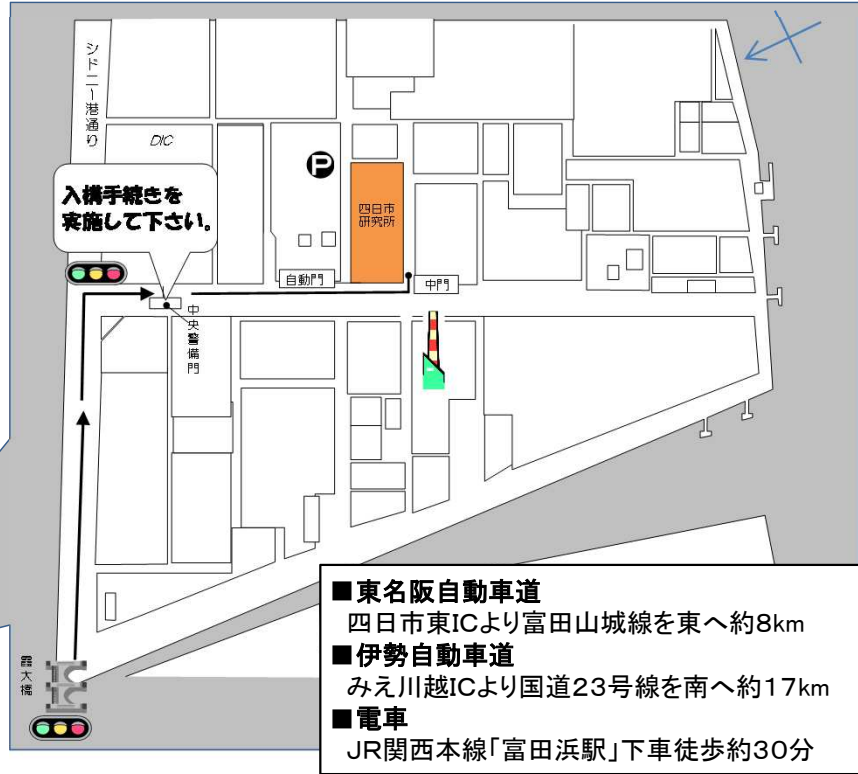 シドニー港通り
DIC
入構手続きを
実施して下さい。
P
四日市
研究所
自動門
中門
中央警備門
霞大橋
■東名阪自動車道
四日市東ICより富田山城線を東へ約8km
■伊勢自動車道
みえ川越ICより国道23号線を南へ約17km
■電車
JR関西本線「富田浜駅」下車徒歩約30分